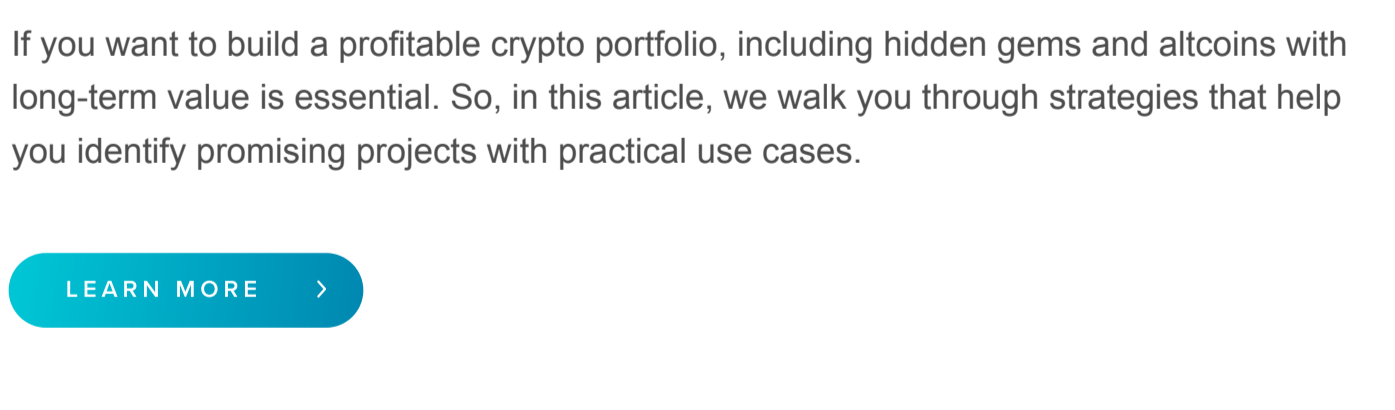 If you want to build a profitable crypto portfolio, including hidden gems and altcoins with
long-term value is essential. So, in this article, we walk you through strategies that help
you identify promising projects with practical use cases.
LEARN MORE